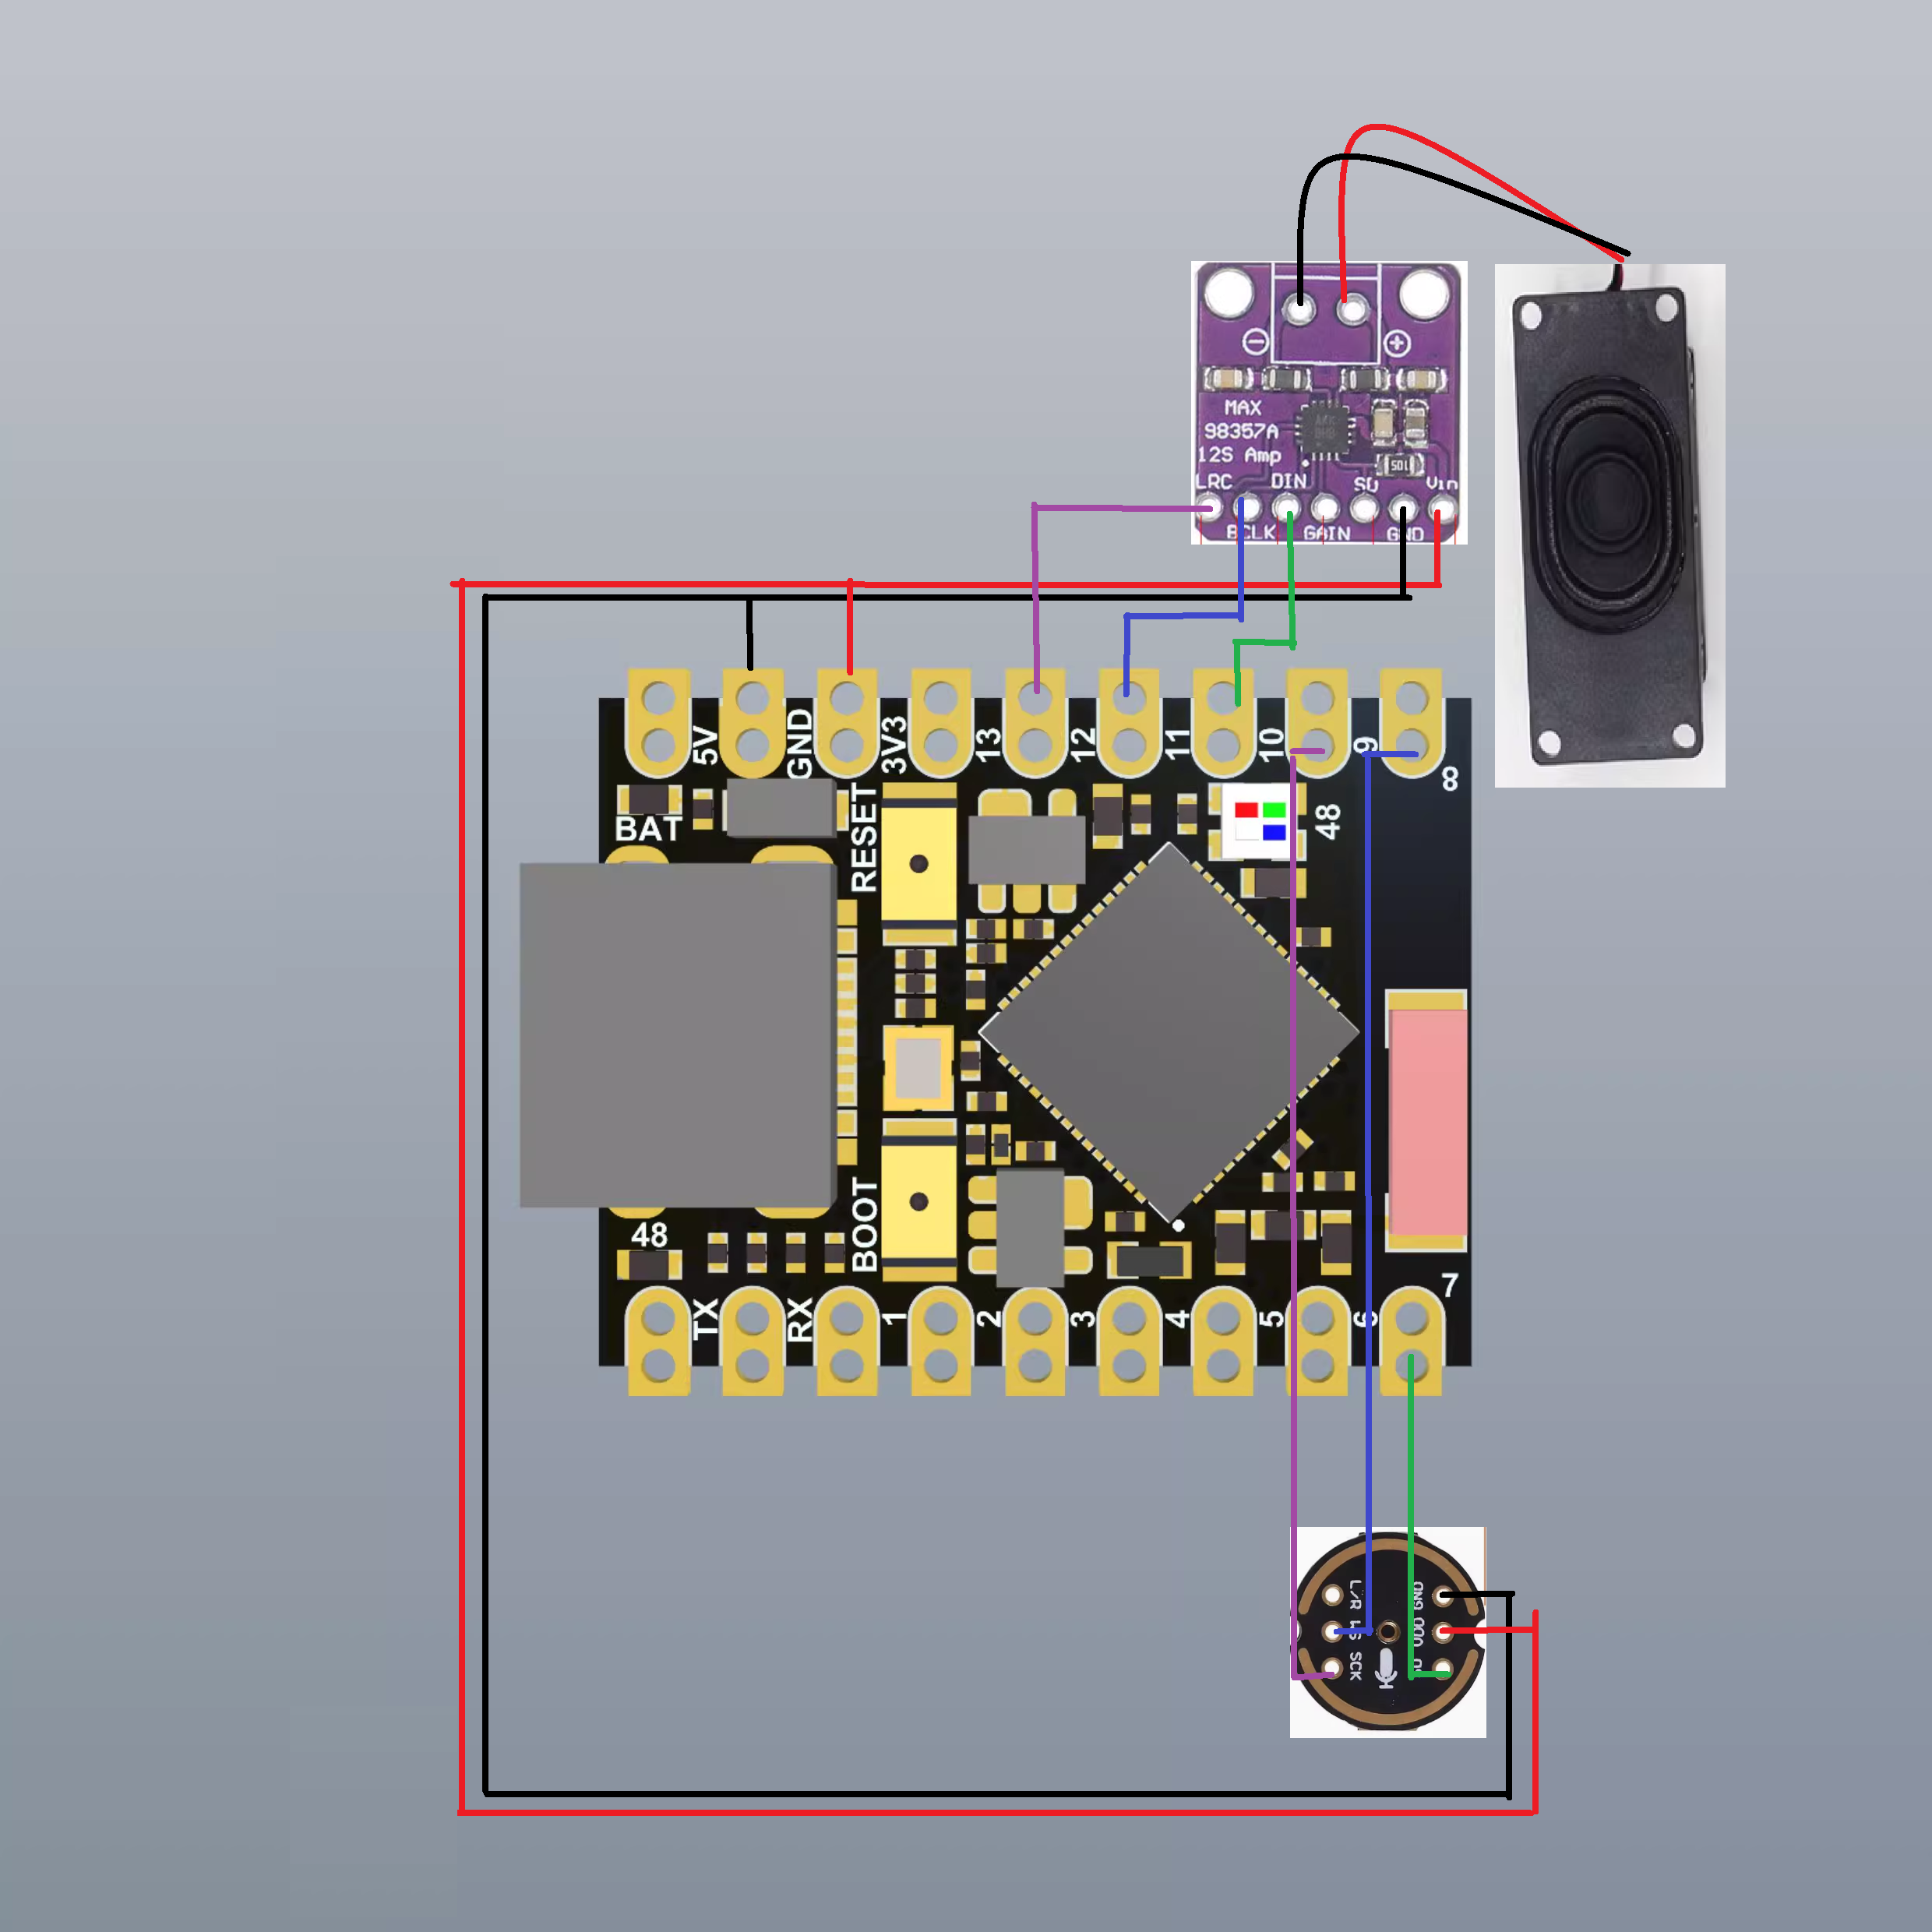 MAX
98357A
I2S Amp
LRC DIN SD Vin
BCLK GAIN GND
5V GND 3V3 13 12 11 10 9 8
BAT
RESET
48
BOOT
48
7
TX RX 1 2 3 4 5 6
L/R GND
WS VDD
SCK